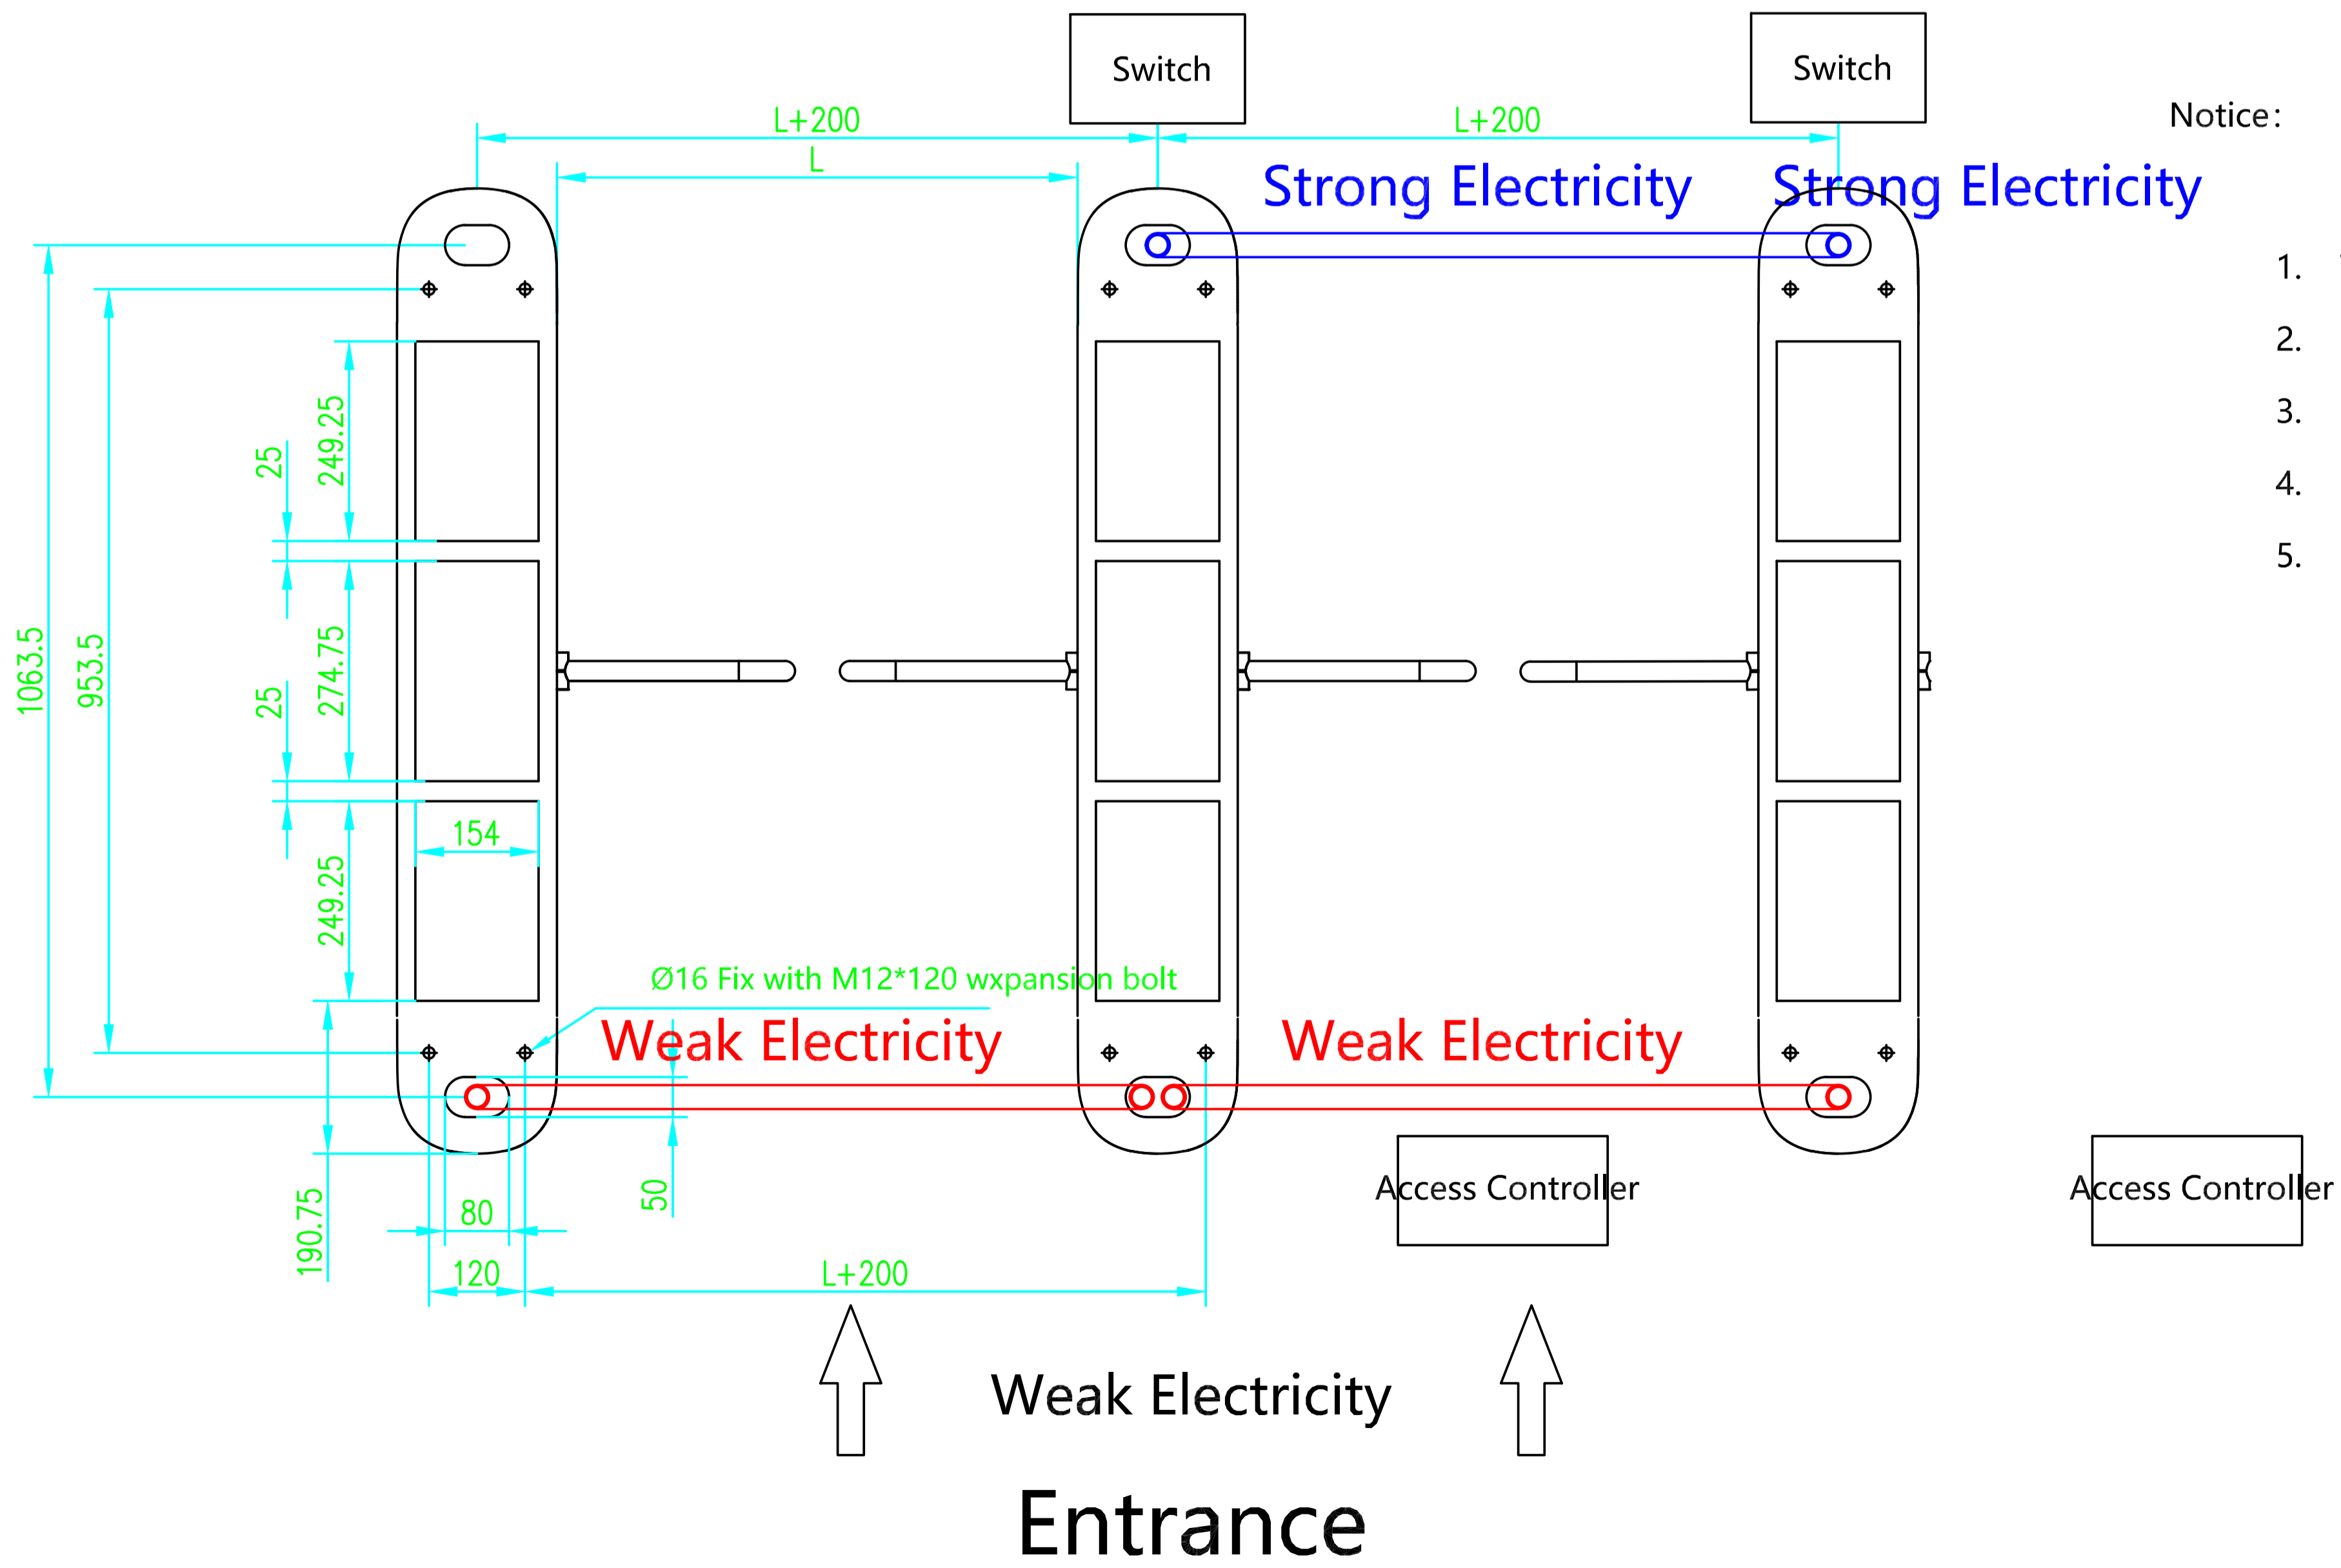 Switch
Switch
Notice:
L+200
L+200
L
Strong Electricity
Strong Electricity
1.
2.
3.
4.
5.
249.25
25
1063.5
953.5
274.75
25
154
249.25
Ø16 Fix with M12*120 wxpansion bolt
Weak Electricity
Weak Electricity
Access Controller
Access Controller
190.75
80
50
120
L+200
Weak Electricity
Entrance